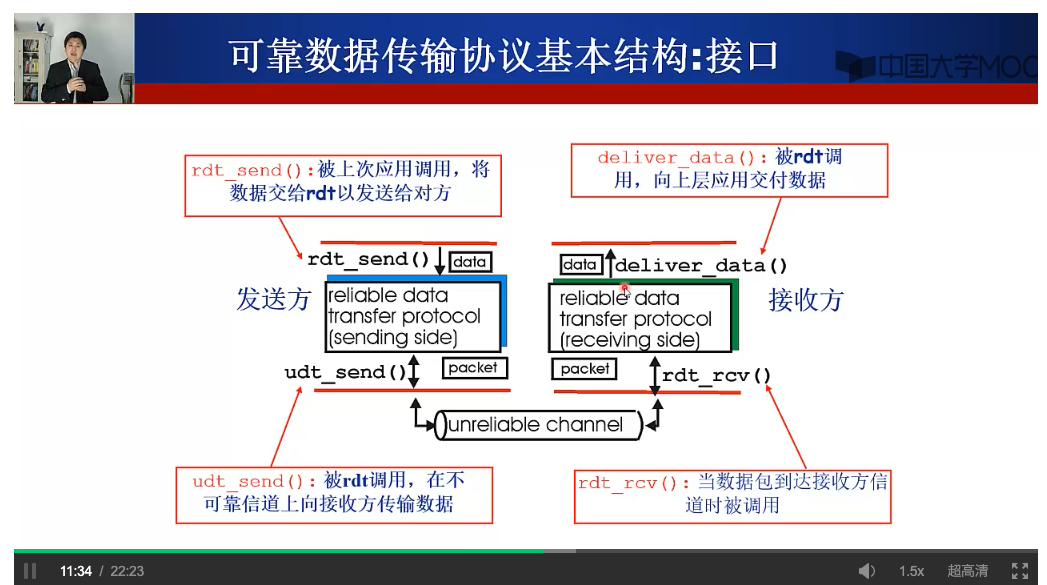 可靠数据传输协议基本结构:接口
中国大学MOO
rdt_send():被上次应用调用，将
数据交给rdt以发送给对方
deliver_data(): 被rdt调
用，向上层应用交付数据
rdt_send()
data
data
deliver_data()
发送方
reliable data
transfer protocol
(sending side)
reliable data
transfer protocol
(receiving side)
接收方
udt_send()
packet
packet
rdt_rcv()
unreliable channel
udt_send(): 被rdt调用，在不
可靠信道上向接收方传输数据
rdt_rcv(): 当数据包到达接收方信
道时被调用
11:34 / 22:23
1.5x
超高清